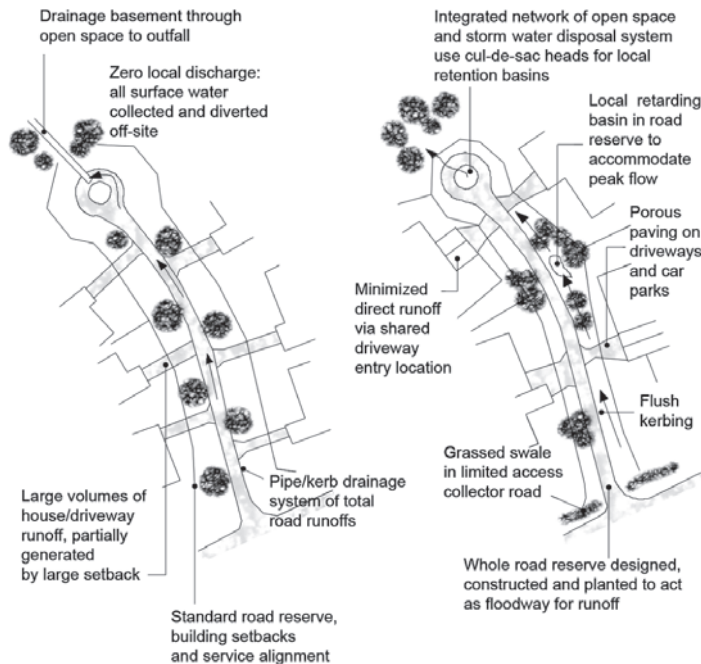 Drainage basement through
open space to outfall
Zero local discharge:
all surface water
collected and diverted
off-site
Large volumes of
house/driveway
runoff, partially
generated
by large setback
Pipe/kerb drainage
system of total
road runoffs
Standard road reserve,
building setbacks
and service alignment
Integrated network of open space
and storm water disposal system
use cul-de-sac heads for local
retention basins
Local retarding
basin in road
reserve to
accommodate
peak flow
Porous
paving on
driveways
and car
parks
Minimized
direct runoff
via shared
driveway
entry location
Flush
kerbing
Grassed swale
in limited access
collector road
Whole road reserve designed,
constructed and planted to act
as floodway for runoff